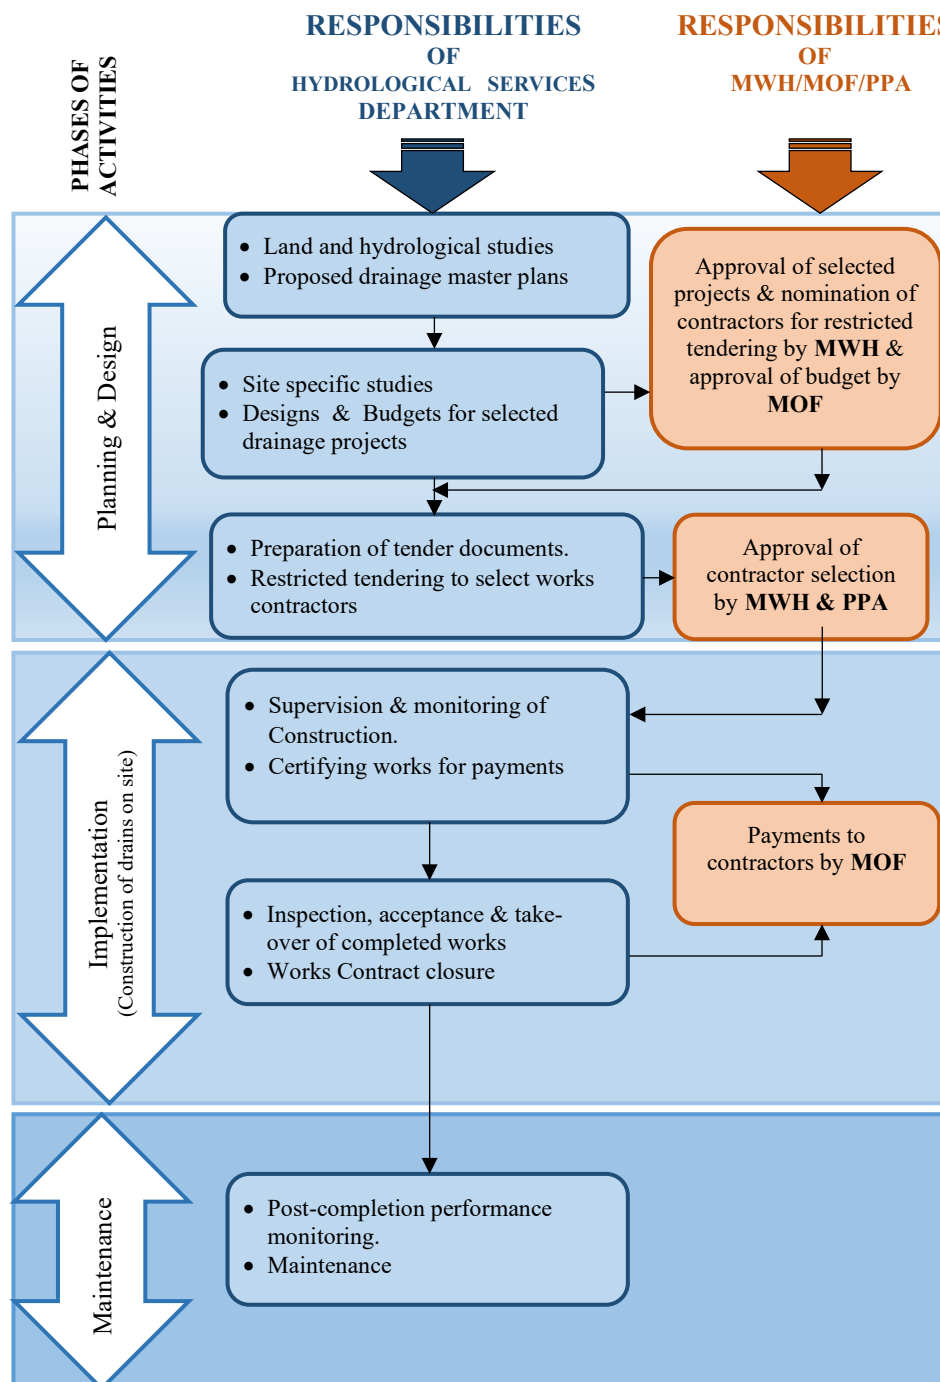 RESPONSIBILITIES
OF
HYDROLOGICAL SERVICES
DEPARTMENT
RESPONSIBILITIES
OF
MWH/MOF/PPA
PHASES OF
ACTIVITIES
Planning & Design
• Land and hydrological studies
• Proposed drainage master plans
Approval of selected
projects & nomination of
contractors for restricted
tendering by MWH &
approval of budget by
MOF
• Site specific studies
• Designs & Budgets for selected
drainage projects
• Preparation of tender documents.
• Restricted tendering to select works
contractors
Approval of
contractor selection
by MWH & PPA
Implementation
(Construction of drains on site)
• Supervision & monitoring of
Construction.
• Certifying works for payments
Payments to
contractors by MOF
• Inspection, acceptance & take-
over of completed works
• Works Contract closure
Maintenance
• Post-completion performance
monitoring.
• Maintenance